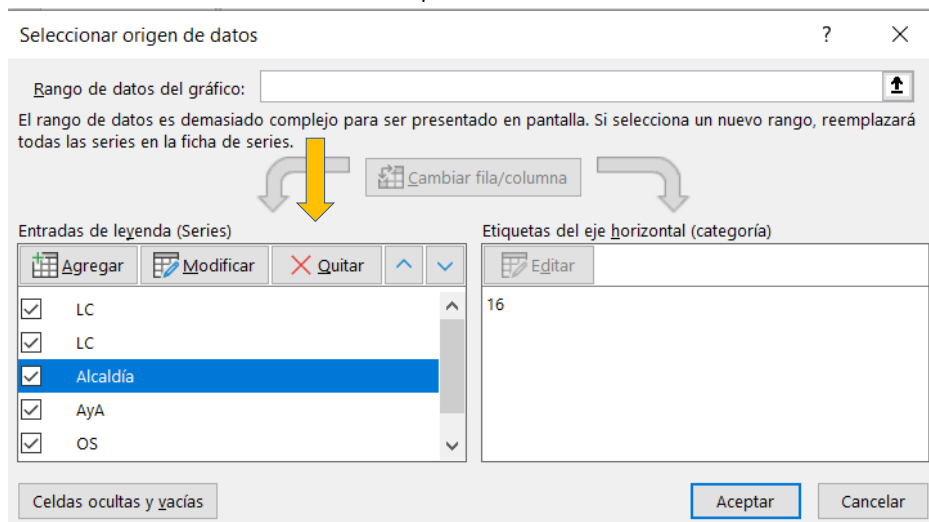 Seleccionar origen de datos ?
Rango de datos del gráfico:
El rango de datos es demasiado complejo para ser presentado en pantalla. Si selecciona un nuevo rango, reemplazará
todas las series en la ficha de series.
Cambiar fila/columna
Entradas de leyenda (Series)
Agregar Modificar Quitar
LC
LC
Alcaldía
AyA
OS
Etiquetas del eje horizontal (categoría)
Editar
16
Celdas ocultas y vacías
Aceptar Cancelar